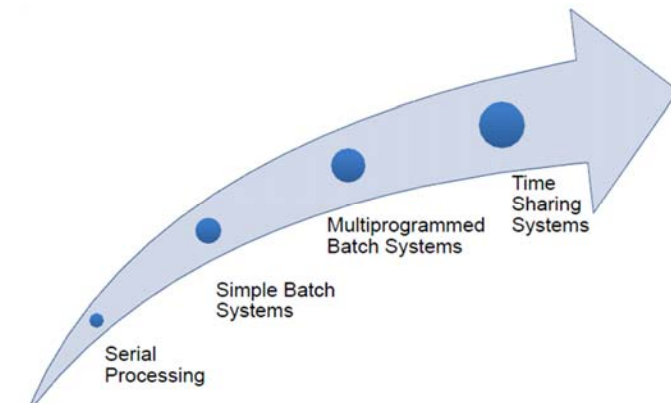 Serial
Processing
Simple Batch
Systems
Multiprogrammed
Batch Systems
Time
Sharing
Systems